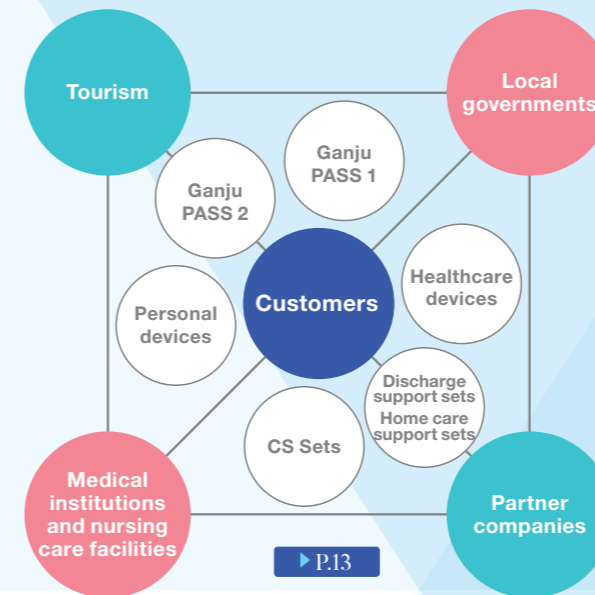 Tourism
Local
governments
Ganju
PASS 1
Ganju
PASS 2
Customers
Healthcare
devices
Personal
devices
Discharge
support sets
Home care
support sets
CS Sets
Medical
institutions
and nursing
care facilities
Partner
companies
P.13